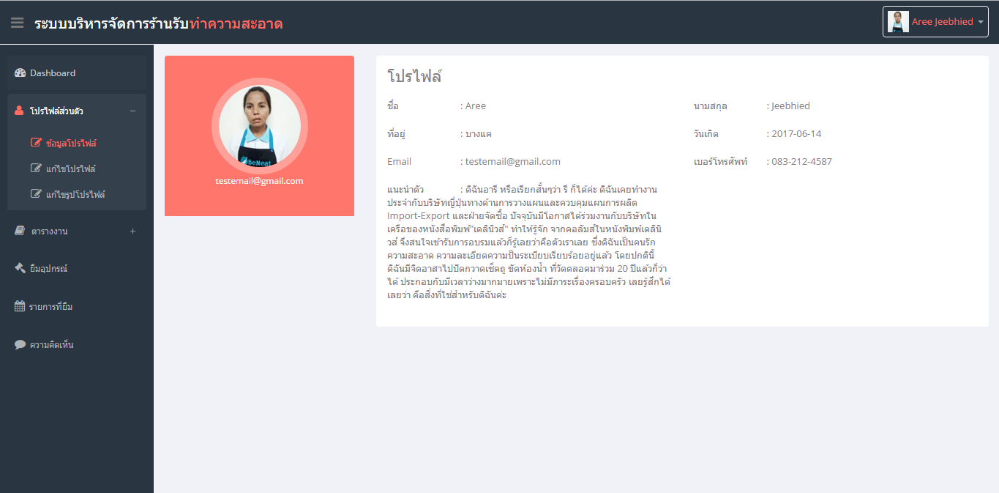 ระบบบริหารจัดการร้านรับทำความสะอาด
Aree Jeebhied
Dashboard
โปรไฟล์ส่วนตัว
ข้อมูลโปรไฟล์
แก้ไขโปรไฟล์
แก้ไขรูปโปรไฟล์
ตารางงาน
ยืมอุปกรณ์
รายการที่ยืม
ความคิดเห็น
BeNeat
testemail@gmail.com
โปรไฟล์
ชื่อ : Aree นามสกุล : Jeebhied
ที่อยู่ : บางแค วันเกิด : 2017-06-14
Email : testemail@gmail.com เบอร์โทรศัพท์ : 083-212-4587
แนะนำตัว : ดิฉันอารี หรือเรียกสั้นๆว่า รี ก็ได้ค่ะ ดิฉันเคยทำงาน
ประจำกับบริษัทญี่ปุ่นทางด้านการวางแผนและควบคุมแผนการผลิต
Import-Export และฝ่ายจัดซื้อ ปัจจุบันมีโอกาสได้ร่วมงานกับบริษัทใน
เครือของหนังสือพิมพ์"เดลินิวส์" ทำให้รู้จัก จากคอลัมส์ในหนังพิมพ์เดลินิ
วส์ จึงสนใจเข้ารับการอบรมแล้วก็รู้เลยว่าคือตัวเราเลย ซึ่งดิฉันเป็นคนรัก
ความสะอาด ความละเอียดความเป็นระเบียบเรียบร้อยอยู่แล้ว โดยปกตินี้
ดิฉันมีจิตอาสาไปปัดกวาดเช็ดถู ขัดห้องน้ำ ที่วัดตลอดมาร่วม 20 ปีแล้วก็ว่า
ได้ ประกอบกับมีเวลาว่างมากมายเพราะไม่มีภาระเรื่องครอบครัว เลยรู้สึกได้
เลยว่า คือสิ่งที่ใช่สำหรับดิฉันค่ะ